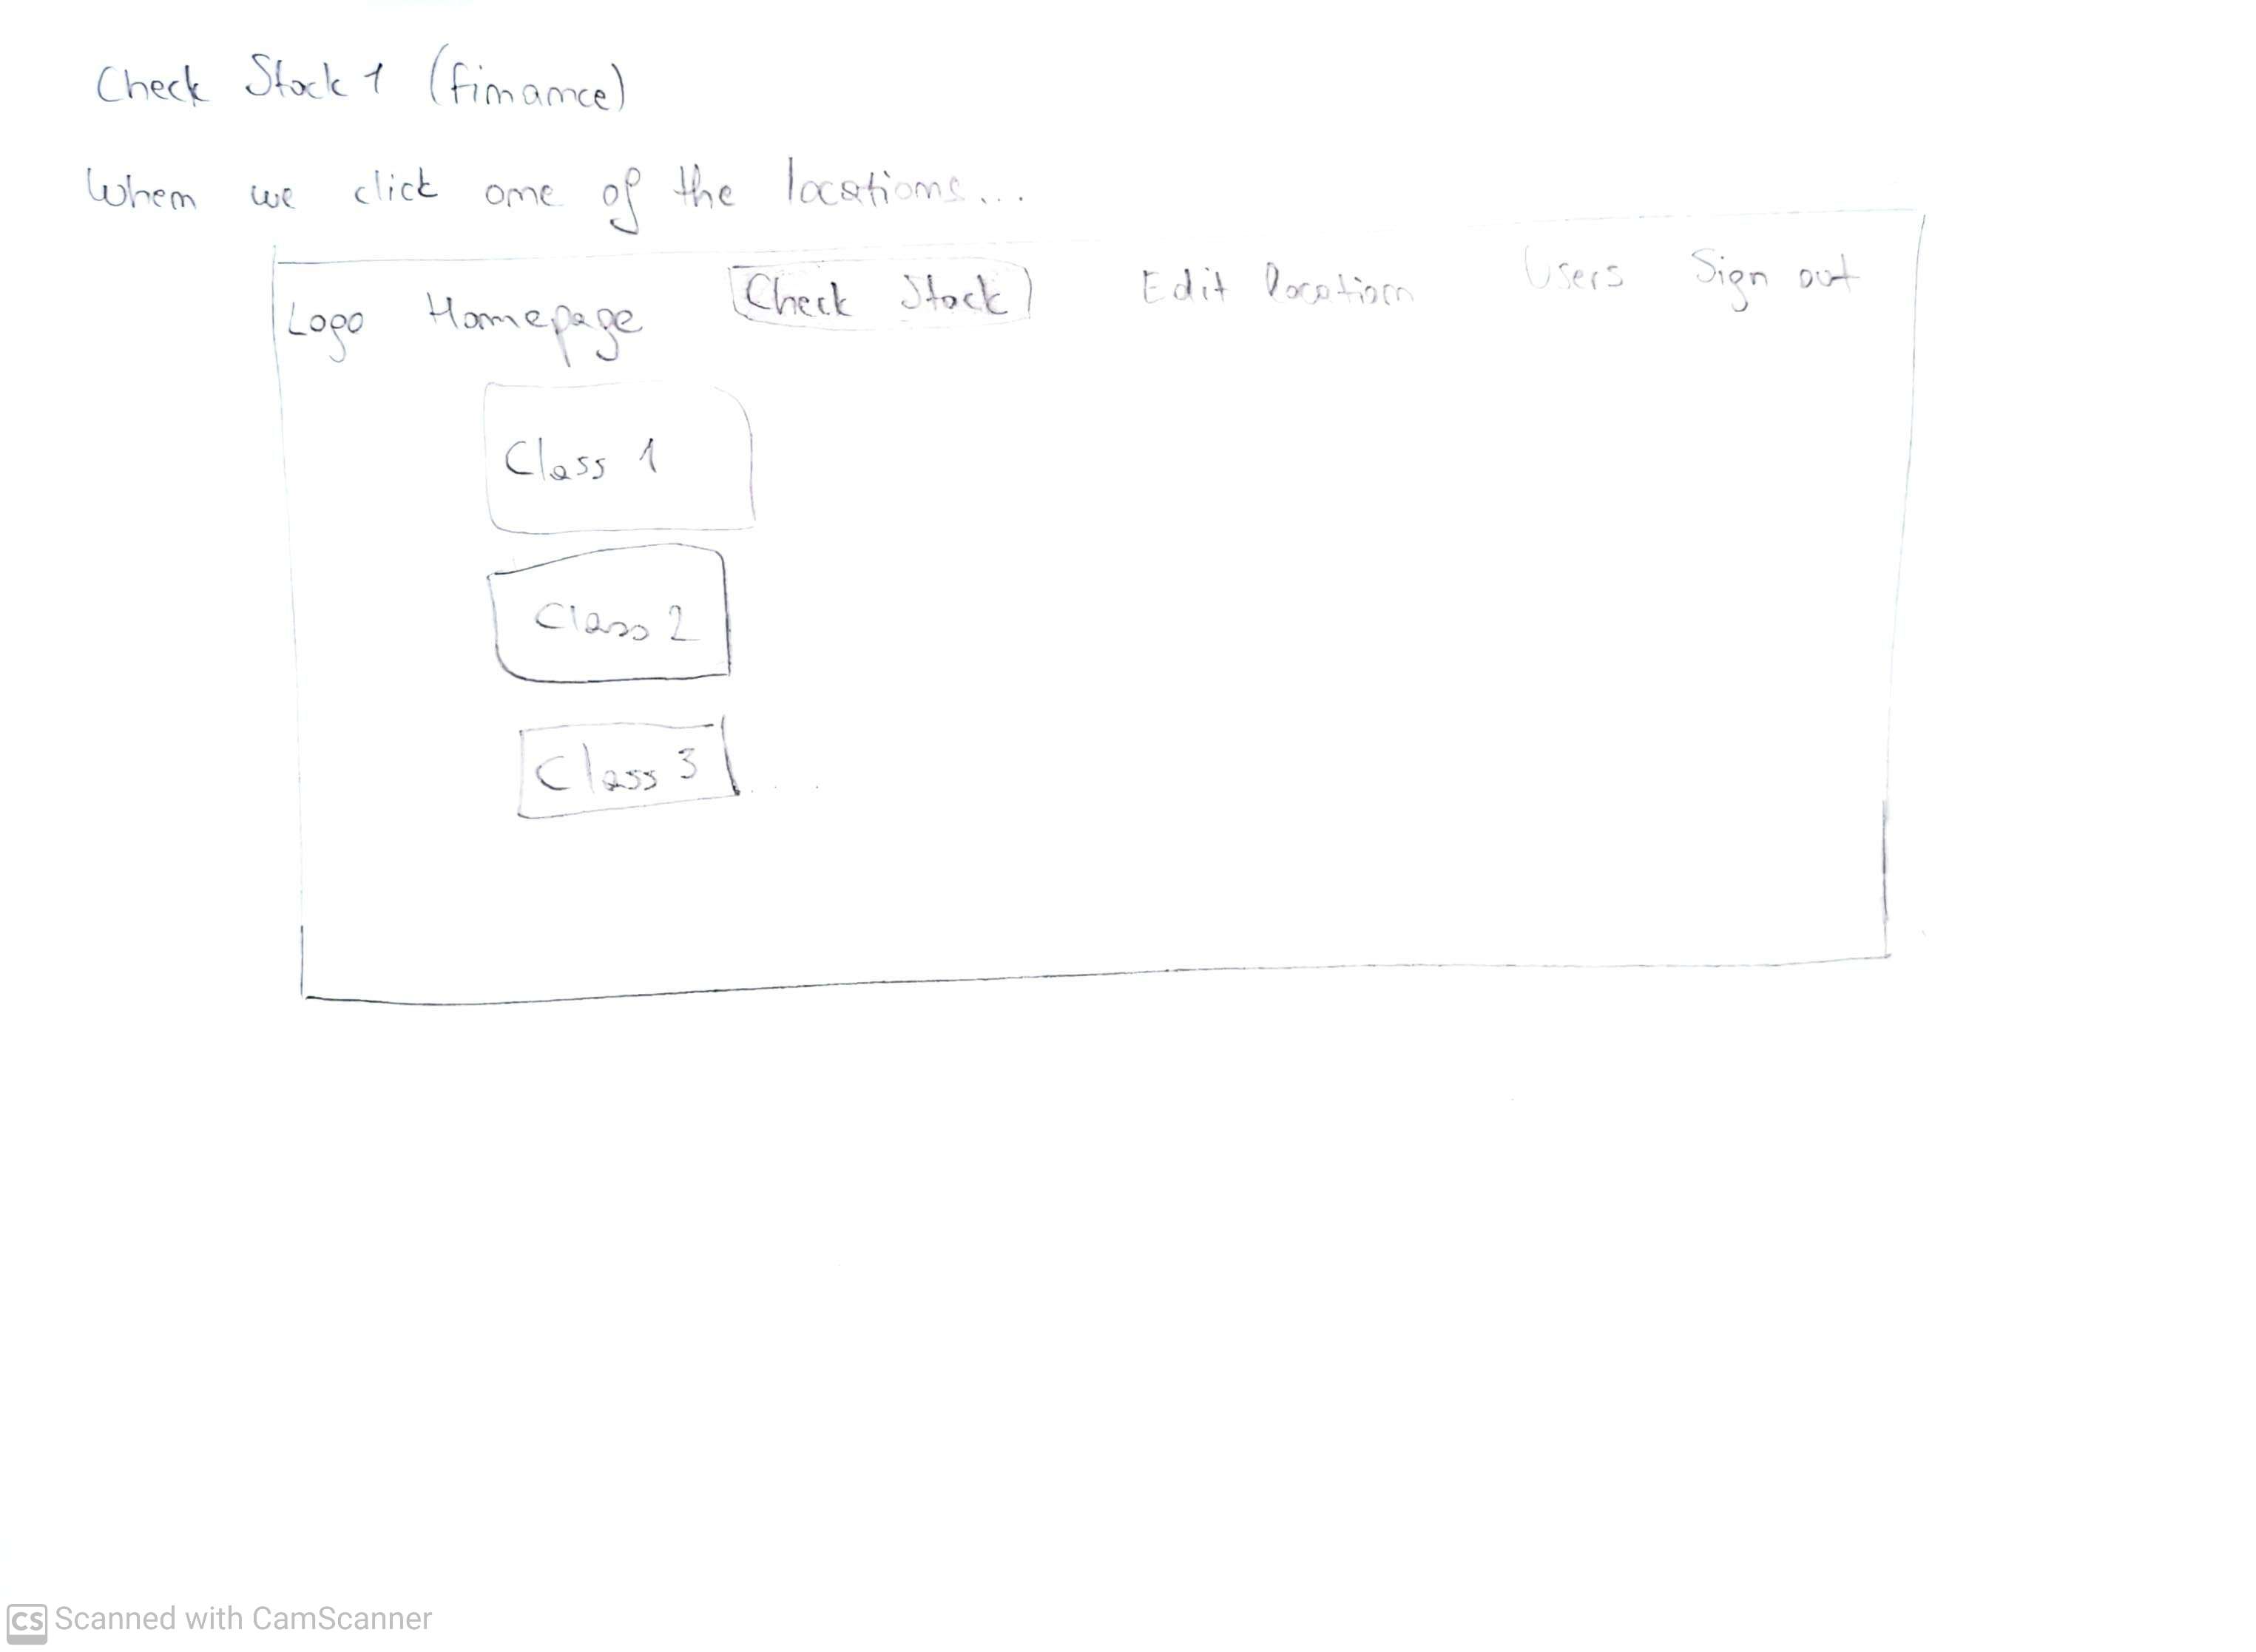 Check Stock 1 (finance)
When we click one of the locations...
Logo Homepage Check Stock Edit location Users Sign out
Class 1
Class 2
Class 3 ....
CS Scanned with CamScanner